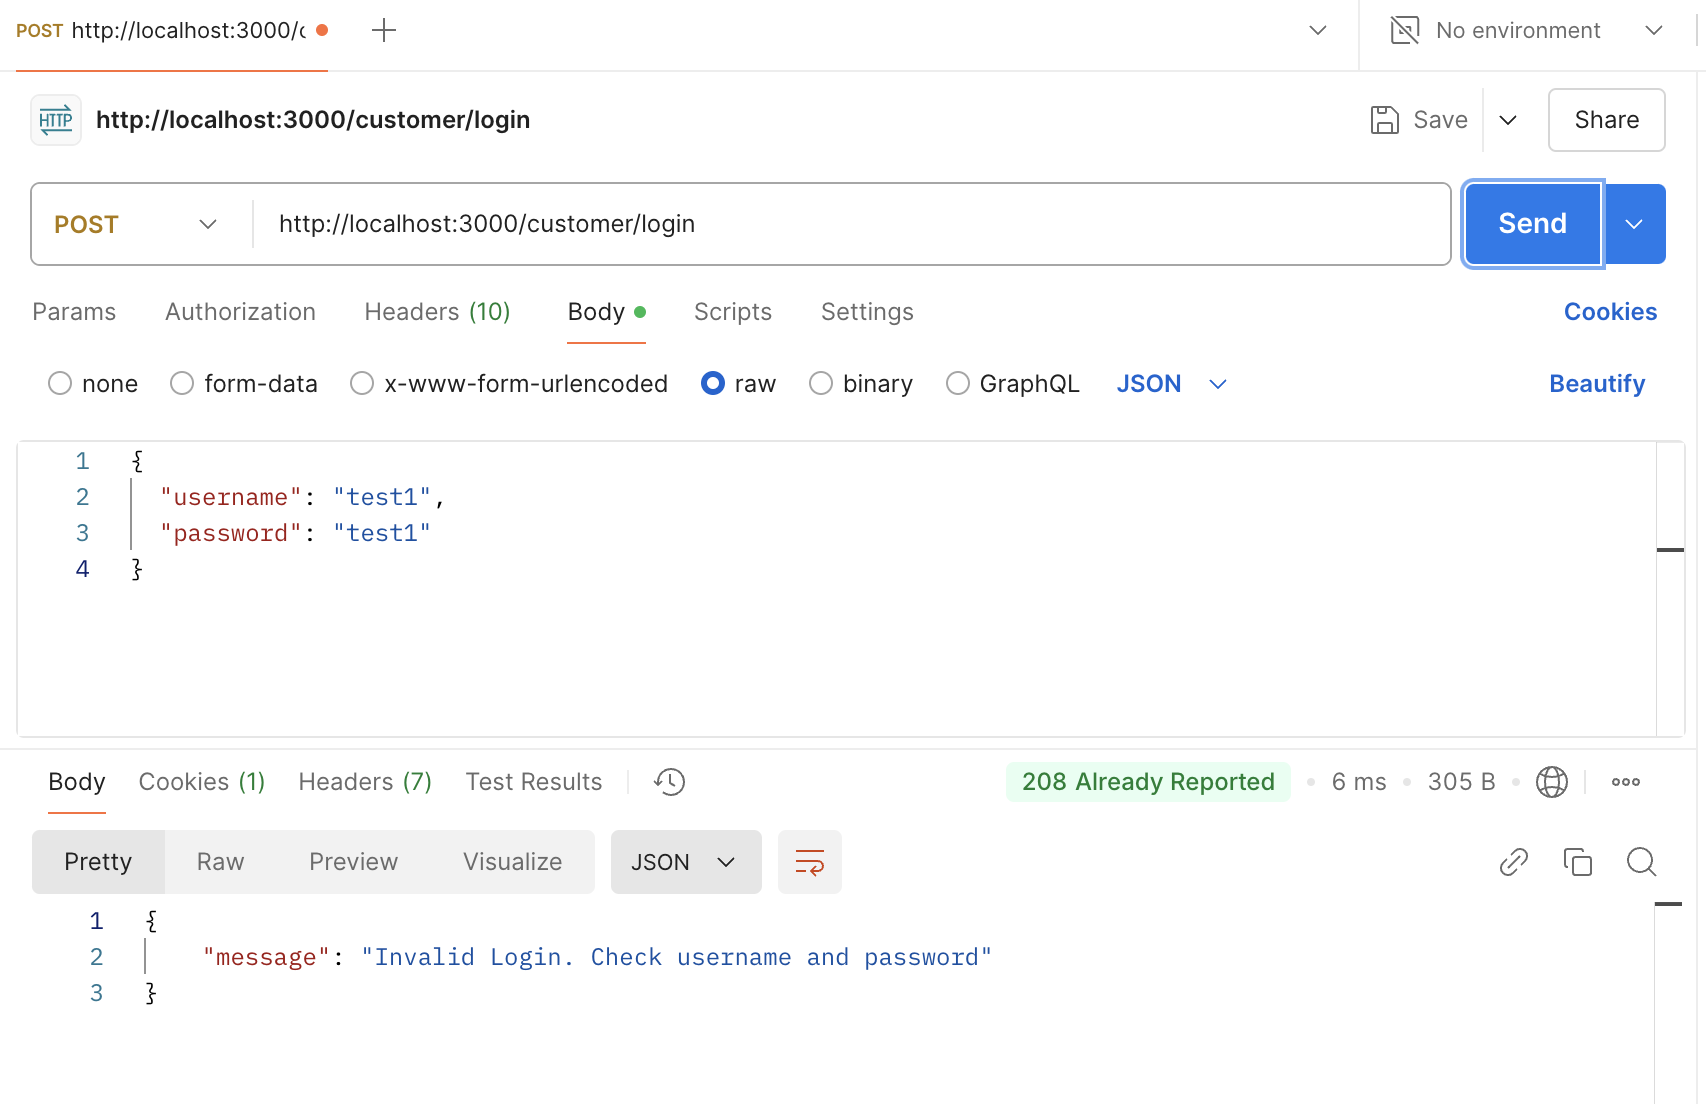 POST http://localhost:3000/c
No environment
HTTP http://localhost:3000/customer/login
Save
Share
POST http://localhost:3000/customer/login
Send
Params Authorization Headers (10) Body Scripts Settings Cookies
none form-data x-www-form-urlencoded raw binary GraphQL JSON Beautify
1 {
2 "username": "test1",
3 "password": "test1"
4 }
Body Cookies (1) Headers (7) Test Results 208 Already Reported 6 ms 305 B
Pretty Raw Preview Visualize JSON
1 {
2 "message": "Invalid Login. Check username and password"
3 }